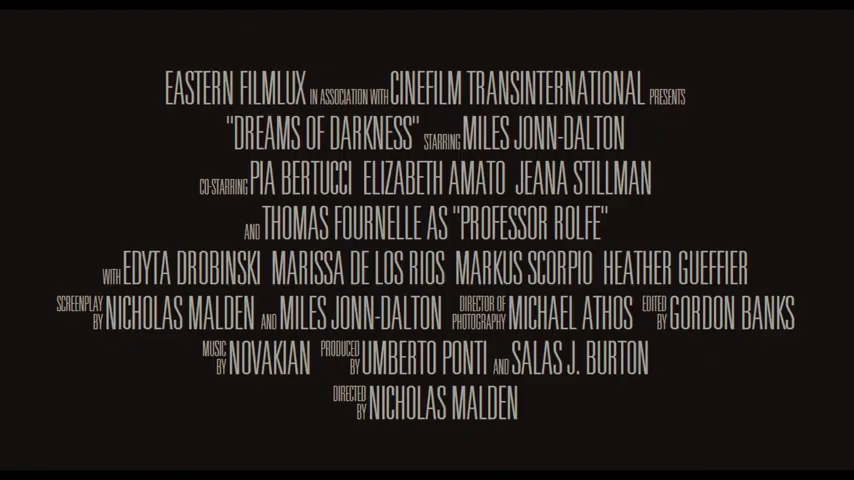 EASTERN FILMLUX IN ASSOCIATION WITH CINEFILM TRANSINTERNATIONAL PRESENTS
"DREAMS OF DARKNESS" STARRING MILES JONN-DALTON
CO-STARRING PIA BERTUCCI ELIZABETH AMATO JEANA STILLMAN
AND THOMAS FOURNELLE AS "PROFESSOR ROLFE"
WITH EDYTA DROBINSKI MARISSA DE LOS RIOS MARKUS SCORPIO HEATHER GUEFFIER
SCREENPLAY BY NICHOLAS MALDEN AND MILES JONN-DALTON DIRECTOR OF PHOTOGRAPHY MICHAEL ATHOS EDITED BY GORDON BANKS
MUSIC BY NOVAKIAN PRODUCED BY UMBERTO PONTI AND SALAS J. BURTON
DIRECTED BY NICHOLAS MALDEN